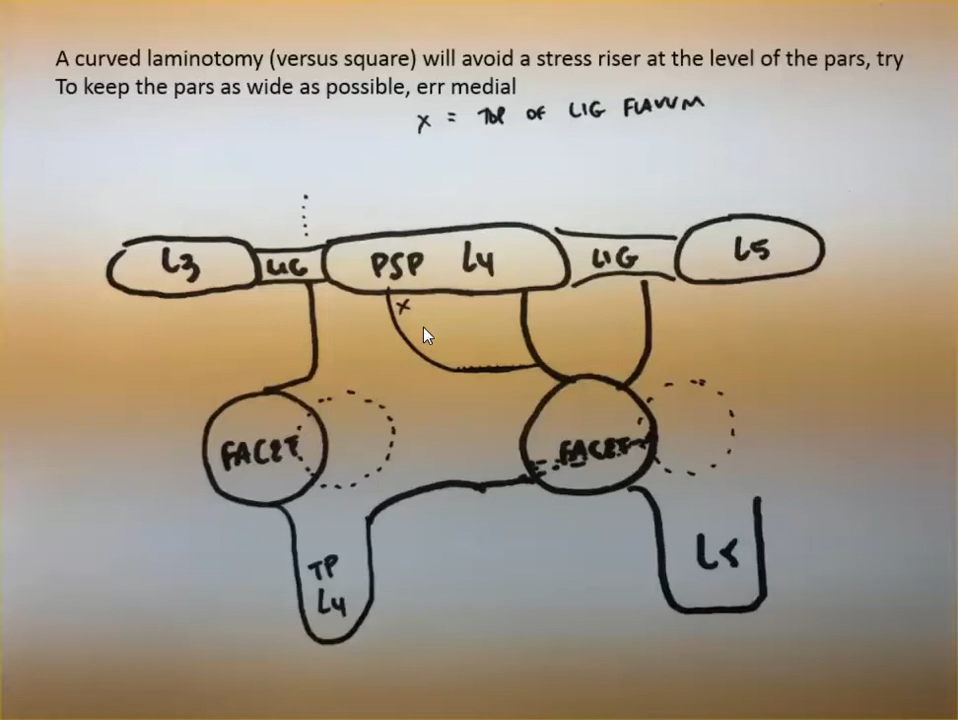 A curved laminotomy (versus square) will avoid a stress riser at the level of the pars, try
To keep the pars as wide as possible, err medial
x = TOP OF LIG FLAVUM
L3
LIG
PSP L4
LIG
L5
x
FACET
FACET
TP
L4
L5